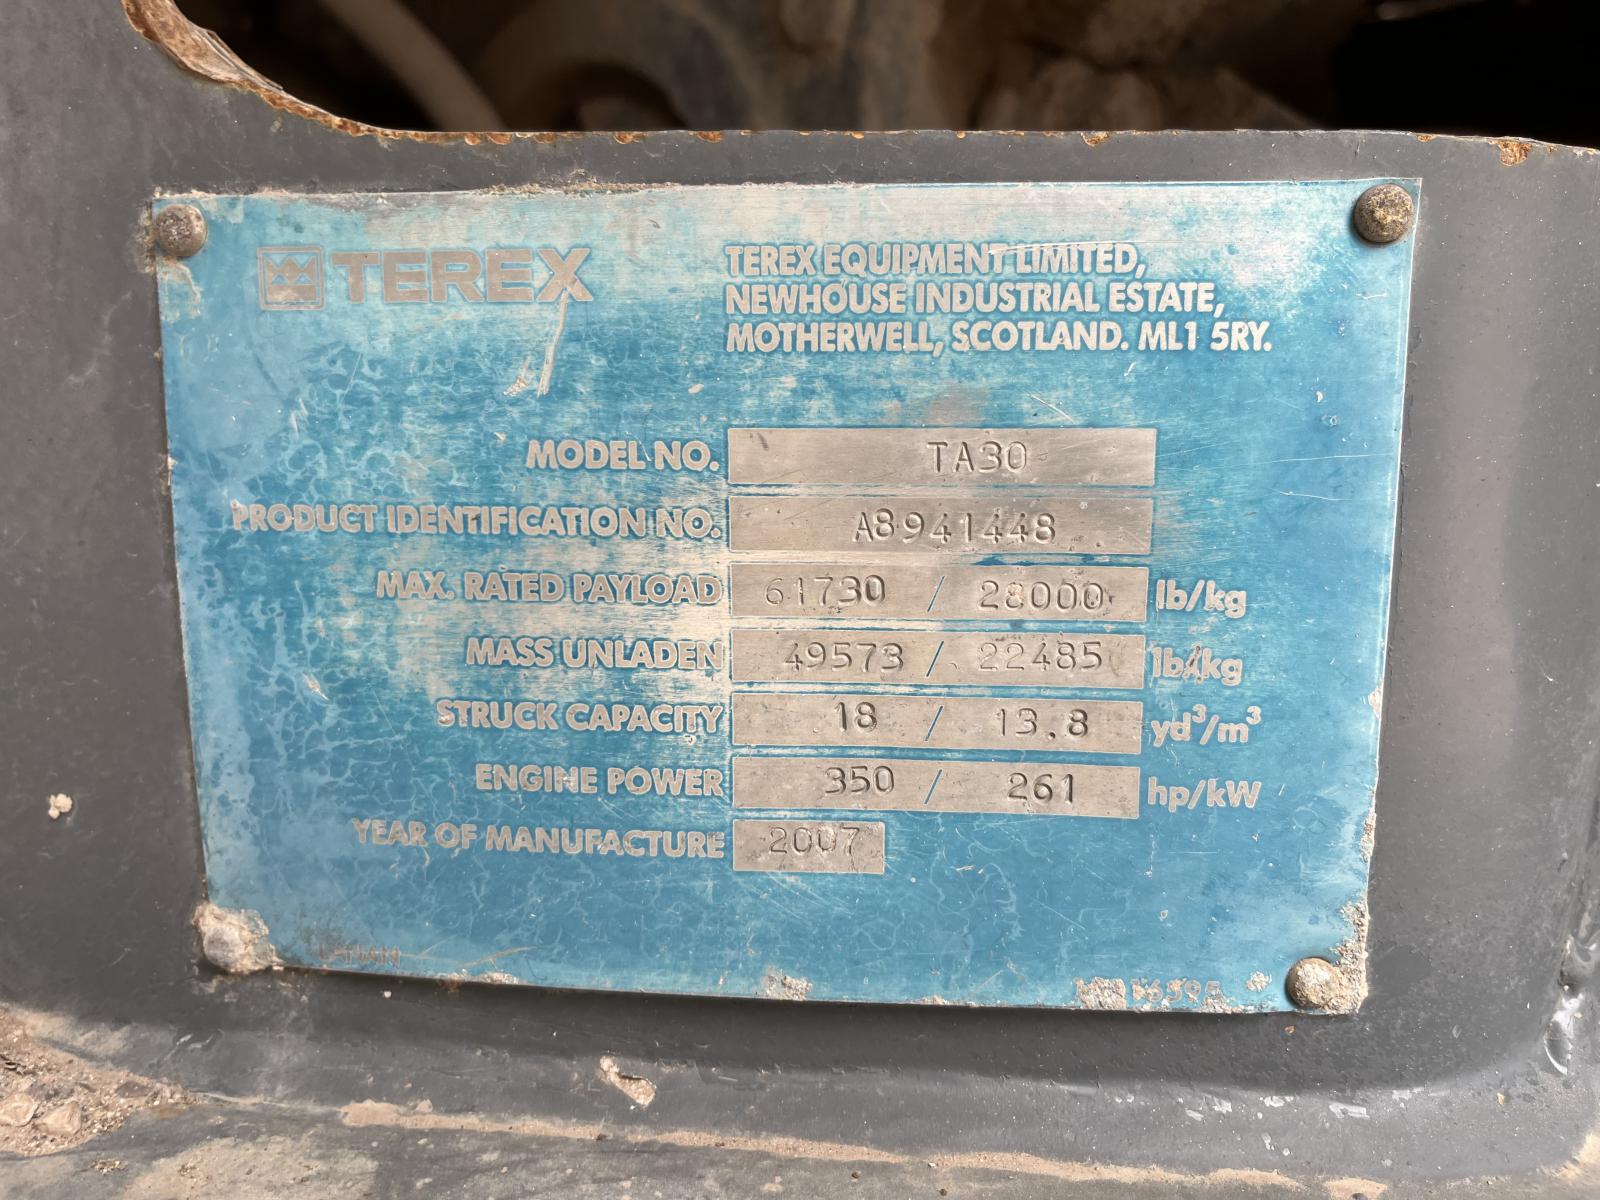 TEREX
TEREX EQUIPMENT LIMITED,
NEWHOUSE INDUSTRIAL ESTATE,
MOTHERWELL, SCOTLAND. ML1 5RY.
MODEL NO. TA30
PRODUCT IDENTIFICATION NO. A8941448
MAX. RATED PAYLOAD 61730 / 28000 lb/kg
MASS UNLADEN 49573 / 22485 lb/kg
STRUCK CAPACITY 18 / 13.8 yd³/m³
ENGINE POWER 350 / 261 hp/kW
YEAR OF MANUFACTURE 2007